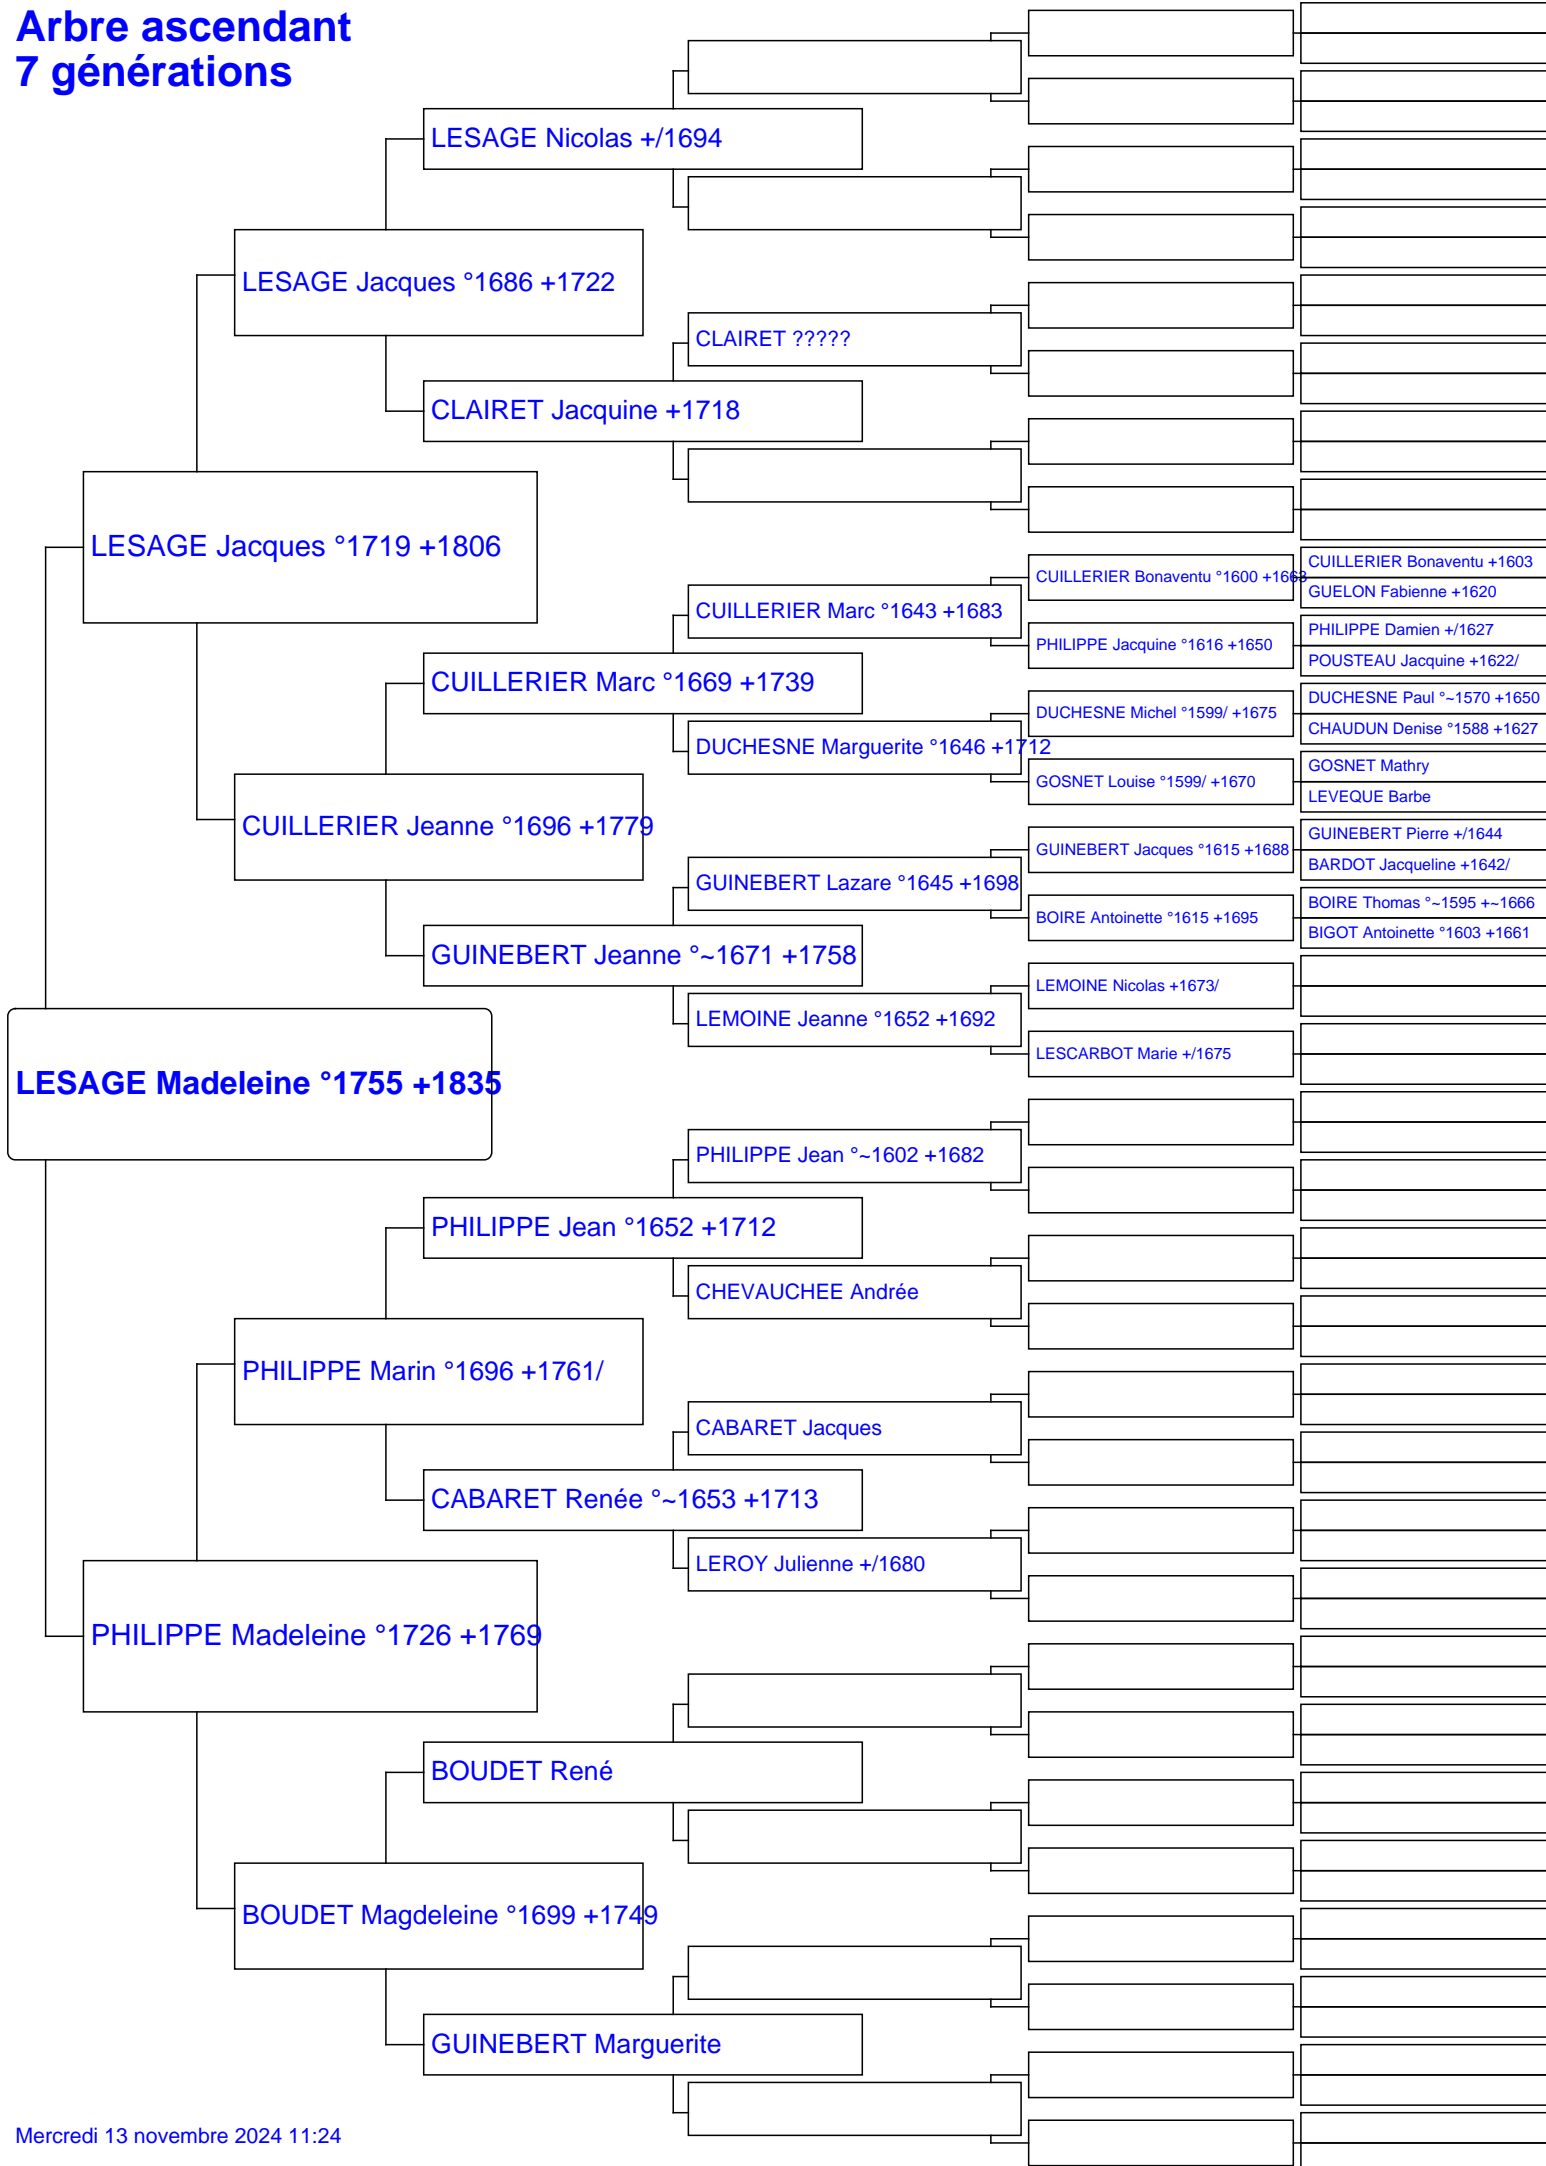 Arbre ascendant
7 générations
LESAGE Nicolas +/1694
LESAGE Jacques °1686 +1722
CLAIRET ?????
CLAIRET Jacquine +1718
LESAGE Jacques °1719 +1806
CUILLERIER Bonaventu +1603
CUILLERIER Bonaventu °1600 +1663
GUELON Fabienne +1620
CUILLERIER Marc °1643 +1683
PHILIPPE Damien +/1627
PHILIPPE Jacquine °1616 +1650
POUSTEAU Jacquine +1622/
CUILLERIER Marc °1669 +1739
DUCHESNE Paul °~1570 +1650
DUCHESNE Michel °1599/ +1675
CHAUDUN Denise °1588 +1627
DUCHESNE Marguerite °1646 +1712
GOSNET Mathry
GOSNET Louise °1599/ +1670
LEVEQUE Barbe
CUILLERIER Jeanne °1696 +1779
GUINEBERT Pierre +/1644
GUINEBERT Jacques °1615 +1688
BARDOT Jacqueline +1642/
GUINEBERT Lazare °1645 +1698
BOIRE Thomas °~1595 +~1666
BOIRE Antoinette °1615 +1695
BIGOT Antoinette °1603 +1661
GUINEBERT Jeanne °~1671 +1758
LEMOINE Nicolas +1673/
LEMOINE Jeanne °1652 +1692
LESCARBOT Marie +/1675
LESAGE Madeleine °1755 +1835
PHILIPPE Jean °~1602 +1682
PHILIPPE Jean °1652 +1712
CHEVAUCHEE Andrée
PHILIPPE Marin °1696 +1761/
CABARET Jacques
CABARET Renée °~1653 +1713
LEROY Julienne +/1680
PHILIPPE Madeleine °1726 +1769
BOUDET René
BOUDET Magdeleine °1699 +1749
GUINEBERT Marguerite
Mercredi 13 novembre 2024 11:24